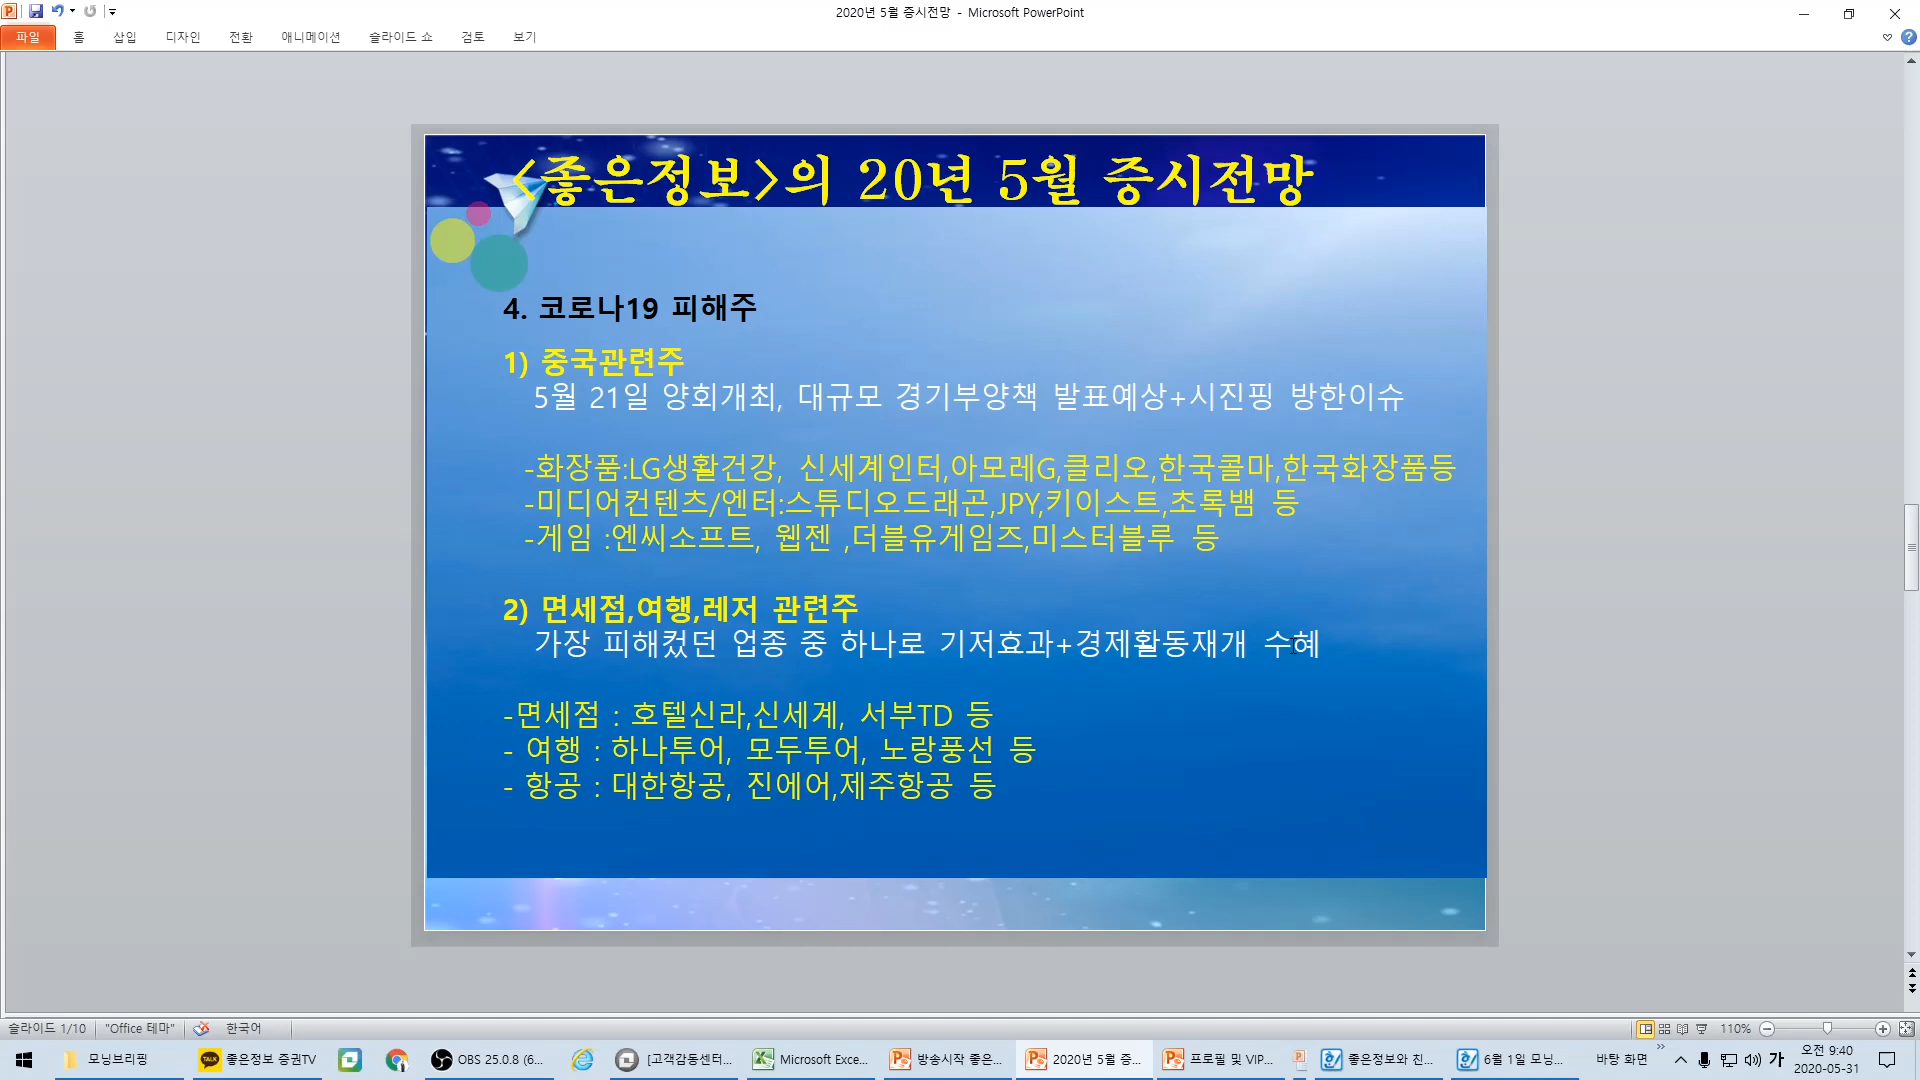 2020년 5월 증시전망 - Microsoft PowerPoint
파일 홈 삽입 디자인 전환 애니메이션 슬라이드 쇼 검토 보기
<좋은정보>의 20년 5월 증시전망
4. 코로나19 피해주
1) 중국관련주
5월 21일 양회개최, 대규모 경기부양책 발표예상+시진핑 방한이슈
-화장품:LG생활건강, 신세계인터,아모레G,클리오,한국콜마,한국화장품등
-미디어컨텐츠/엔터:스튜디오드래곤,JPY,키이스트,초록뱀 등
-게임 :엔씨소프트, 웹젠 ,더블유게임즈,미스터블루 등
2) 면세점,여행,레저 관련주
가장 피해컸던 업종 중 하나로 기저효과+경제활동재개 수혜
-면세점 : 호텔신라,신세계, 서부TD 등
- 여행 : 하나투어, 모두투어, 노랑풍선 등
- 항공 : 대한항공, 진에어,제주항공 등
슬라이드 1/10 "Office 테마" 한국어 110%
모닝브리핑 좋은정보 증권TV OBS 25.0.8 (6... [고객감동센터... Microsoft Exce... 방송시작 좋은... 2020년 5월 증... 프로필 및 VIP... 좋은정보와 친... 6월 1일 모닝... 바탕 화면 가 오전 9:40
2020-05-31